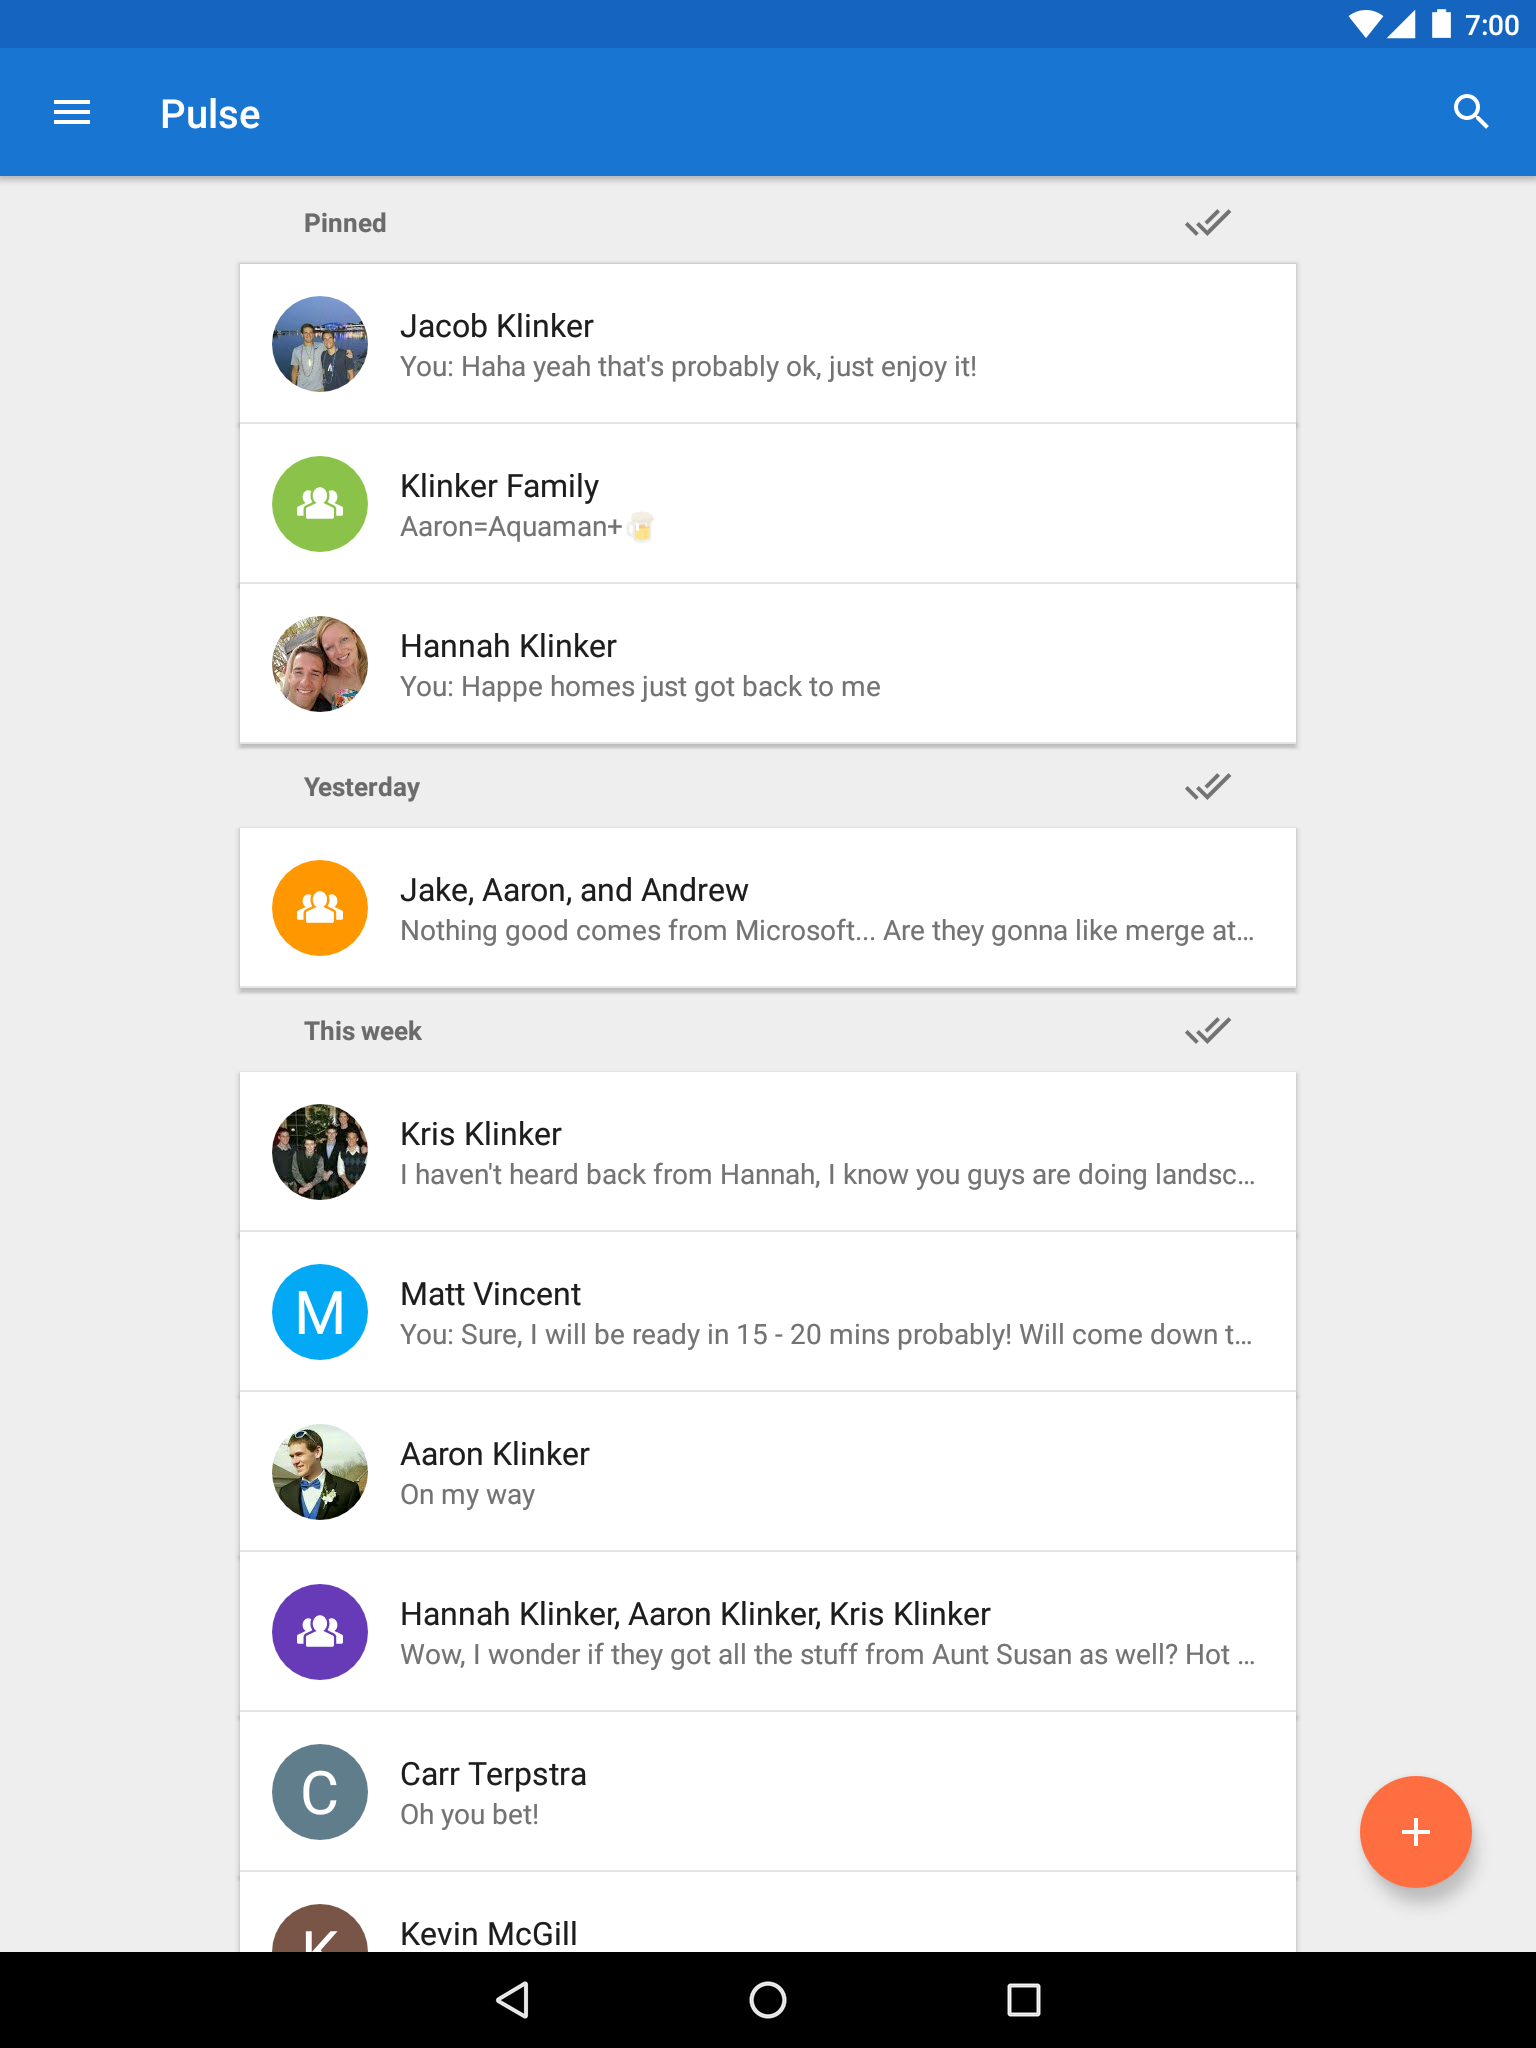 7:00
Pulse
Pinned
Jacob Klinker
You: Haha yeah that's probably ok, just enjoy it!
Klinker Family
Aaron=Aquaman+🍺
Hannah Klinker
You: Happe homes just got back to me
Yesterday
Jake, Aaron, and Andrew
Nothing good comes from Microsoft... Are they gonna like merge at...
This week
Kris Klinker
I haven't heard back from Hannah, I know you guys are doing landsc...
M
Matt Vincent
You: Sure, I will be ready in 15 - 20 mins probably! Will come down t...
Aaron Klinker
On my way
Hannah Klinker, Aaron Klinker, Kris Klinker
Wow, I wonder if they got all the stuff from Aunt Susan as well? Hot ...
C
Carr Terpstra
Oh you bet!
K
Kevin McGill